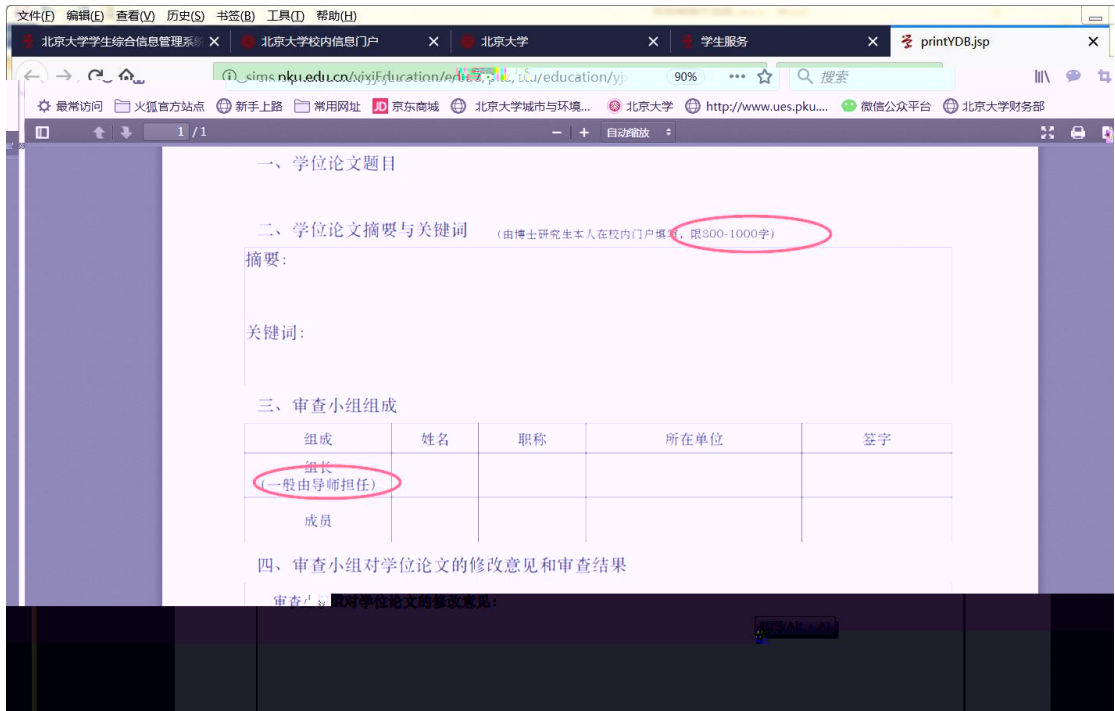 文件(F) 编辑(E) 查看(V) 历史(S) 书签(B) 工具(T) 帮助(H)
北京大学学生综合信息管理系 北京大学校内信息门户 北京大学 学生服务 printYDB.jsp
90% 搜索
最常访问 火狐官方站点 新手上路 常用网址 JD 京东商城 北京大学城市与环境... 北京大学 http://www.ues.pku.... 微信公众平台 北京大学财务部
1 /1 自动缩放
一、学位论文题目
二、学位论文摘要与关键词 (由博士研究生本人在校内门户填写，限800-1000字)
摘要:
关键词:
三、审查小组组成
组成 姓名 职称 所在单位 签字
组长
(一般由导师担任)
成员
四、审查小组对学位论文的修改意见和审查结果
审查小组对学位论文的修改意见: